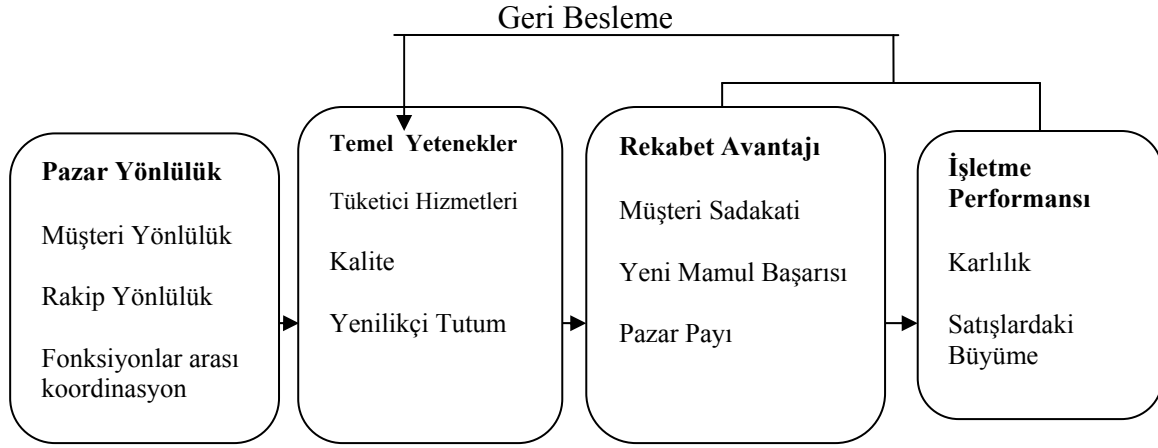 Geri Besleme
Pazar Yönlülük
Müşteri Yönlülük
Rakip Yönlülük
Fonksiyonlar arası
koordinasyon
Temel Yetenekler
Tüketici Hizmetleri
Kalite
Yenilikçi Tutum
Rekabet Avantajı
Müşteri Sadakati
Yeni Mamul Başarısı
Pazar Payı
İşletme
Performansı
Karlılık
Satışlardaki
Büyüme